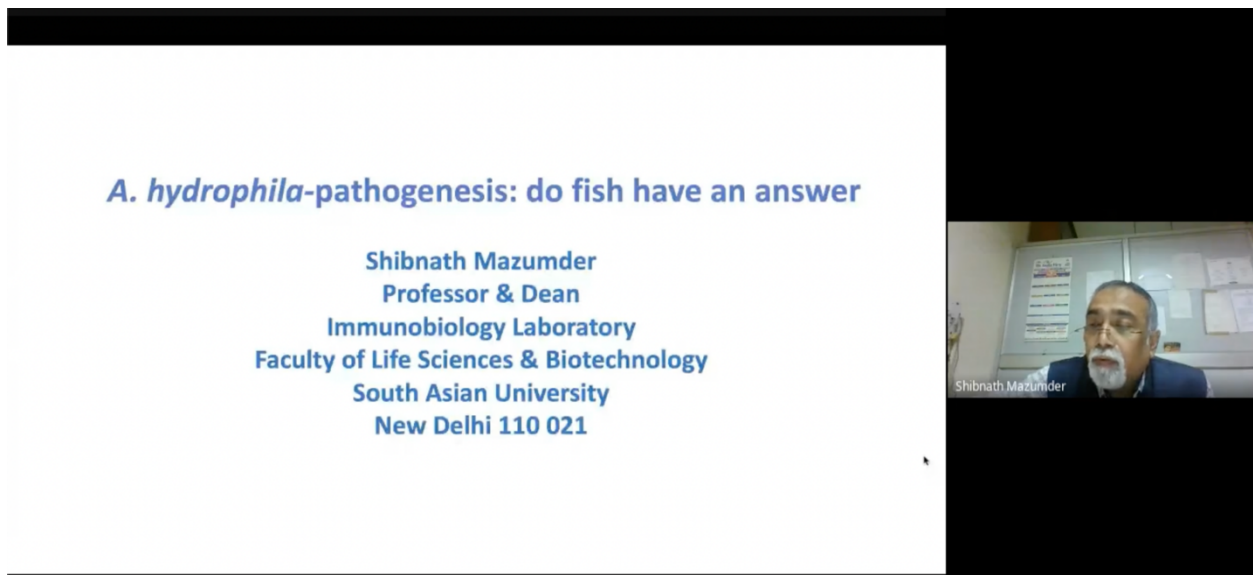 A. hydrophila-pathogenesis: do fish have an answer
Shibnath Mazumder
Professor & Dean
Immunobiology Laboratory
Faculty of Life Sciences & Biotechnology
South Asian University
New Delhi 110 021
Shibnath Mazumder